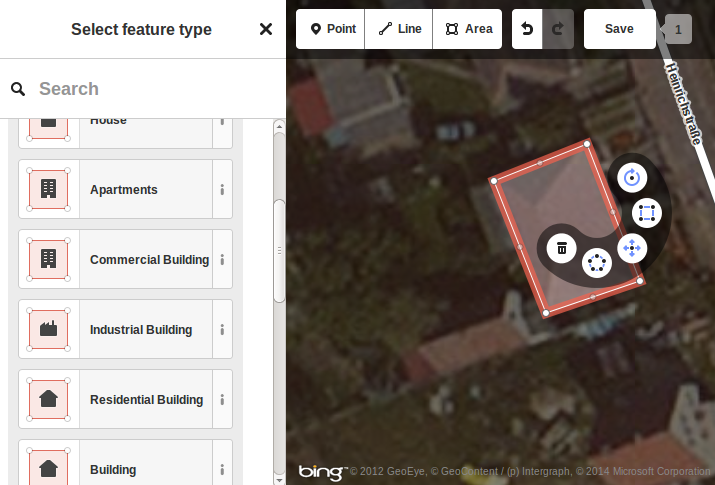 Select feature type
Point
Line
Area
Save
1
Search
House
Apartments
Commercial Building
Industrial Building
Residential Building
Building
Heinrichstraße
bing™ © 2012 GeoEye, © GeoContent / (p) Intergraph, © 2014 Microsoft Corporation